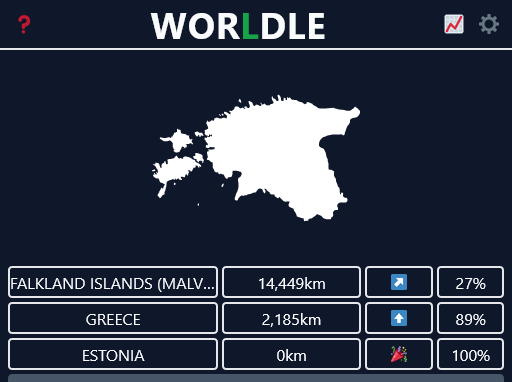 ?
WORLDLE
FALKLAND ISLANDS (MALV... 14,449km 27%
GREECE 2,185km 89%
ESTONIA 0km 100%